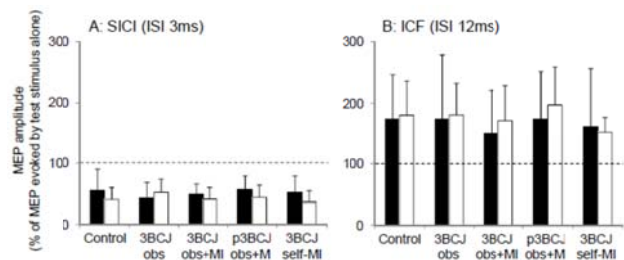 A: SICI (ISI 3ms)
MEP amplitude
(% of MEP evoked by test stimulus alone)
300
200
100
0
Control
3BCJ
obs
3BCJ
obs+MI
p3BCJ
obs+M
3BCJ
self-MI
B: ICF (ISI 12ms)
300
200
100
0
Control
3BCJ
obs
3BCJ
obs+MI
p3BCJ
obs+M
3BCJ
self-MI